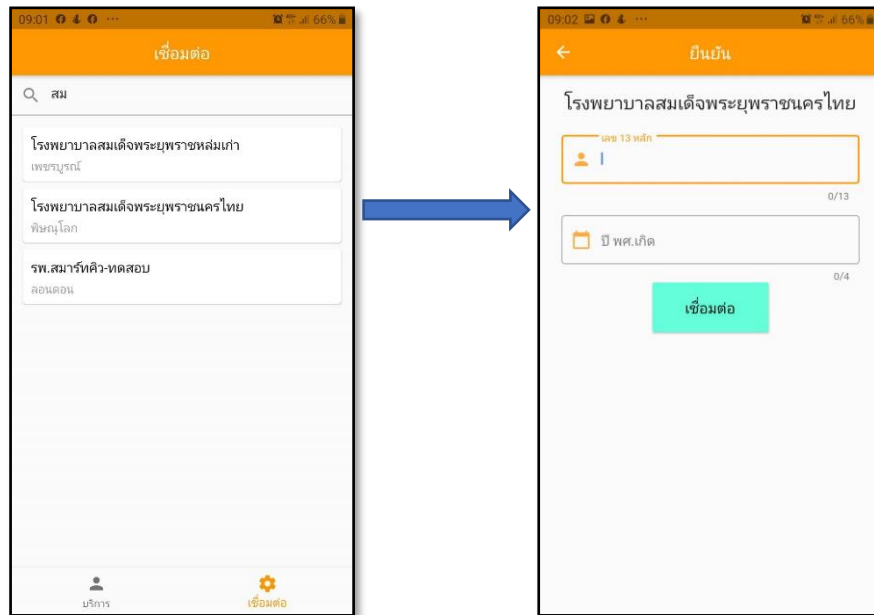 09:01
66%
เชื่อมต่อ
สม
โรงพยาบาลสมเด็จพระยุพราชหล่มเก่า
เพชรบูรณ์
โรงพยาบาลสมเด็จพระยุพราชนครไทย
พิษณุโลก
รพ.สมาร์ทคิว-ทดสอบ
ลอนดอน
บริการ
เชื่อมต่อ
09:02
66%
ยืนยัน
โรงพยาบาลสมเด็จพระยุพราชนครไทย
เลข 13 หลัก
0/13
ปี พศ.เกิด
0/4
เชื่อมต่อ